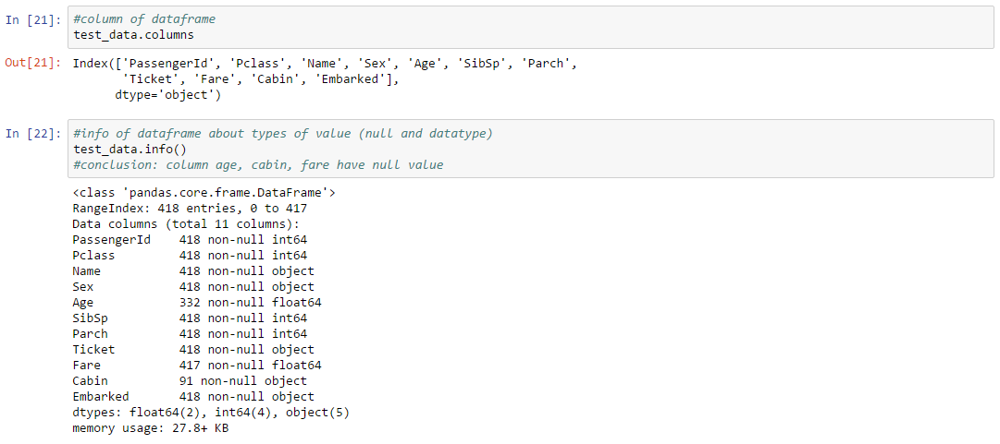 In [21]: #column of dataframe
test_data.columns
Out[21]: Index(['PassengerId', 'Pclass', 'Name', 'Sex', 'Age', 'SibSp', 'Parch',
'Ticket', 'Fare', 'Cabin', 'Embarked'],
dtype='object')
In [22]: #info of dataframe about types of value (null and datatype)
test_data.info()
#conclusion: column age, cabin, fare have null value
<class 'pandas.core.frame.DataFrame'>
RangeIndex: 418 entries, 0 to 417
Data columns (total 11 columns):
PassengerId    418 non-null int64
Pclass         418 non-null int64
Name           418 non-null object
Sex            418 non-null object
Age            332 non-null float64
SibSp          418 non-null int64
Parch          418 non-null int64
Ticket         418 non-null object
Fare           417 non-null float64
Cabin          91 non-null object
Embarked       418 non-null object
dtypes: float64(2), int64(4), object(5)
memory usage: 27.8+ KB